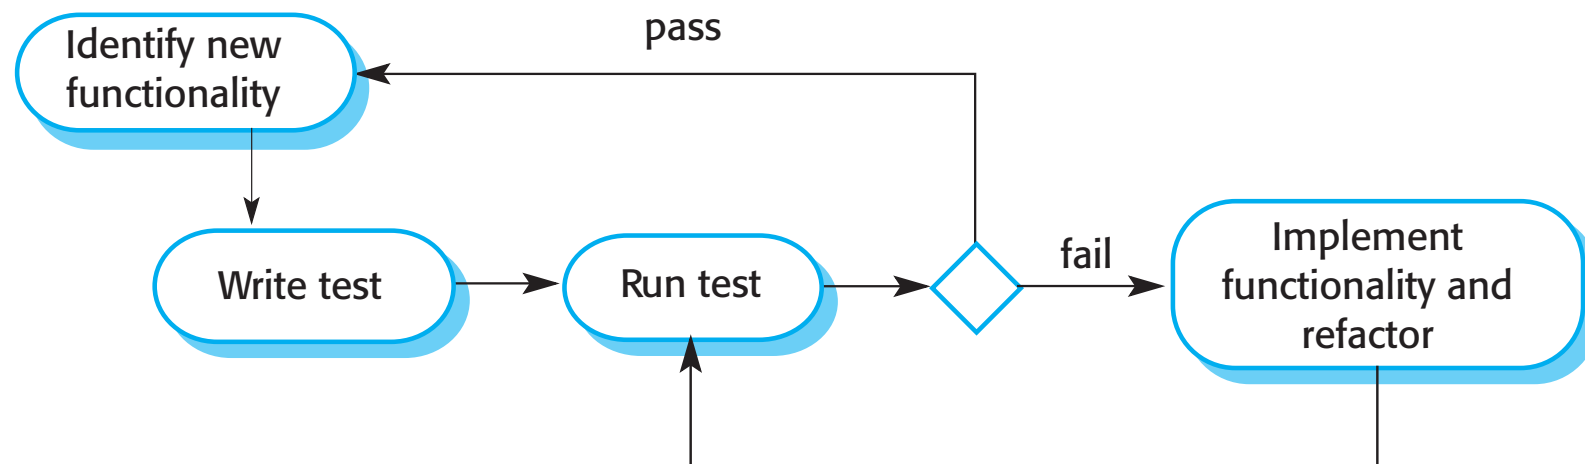 Identify new
functionality
pass
Write test
Run test
fail
Implement
functionality and
refactor